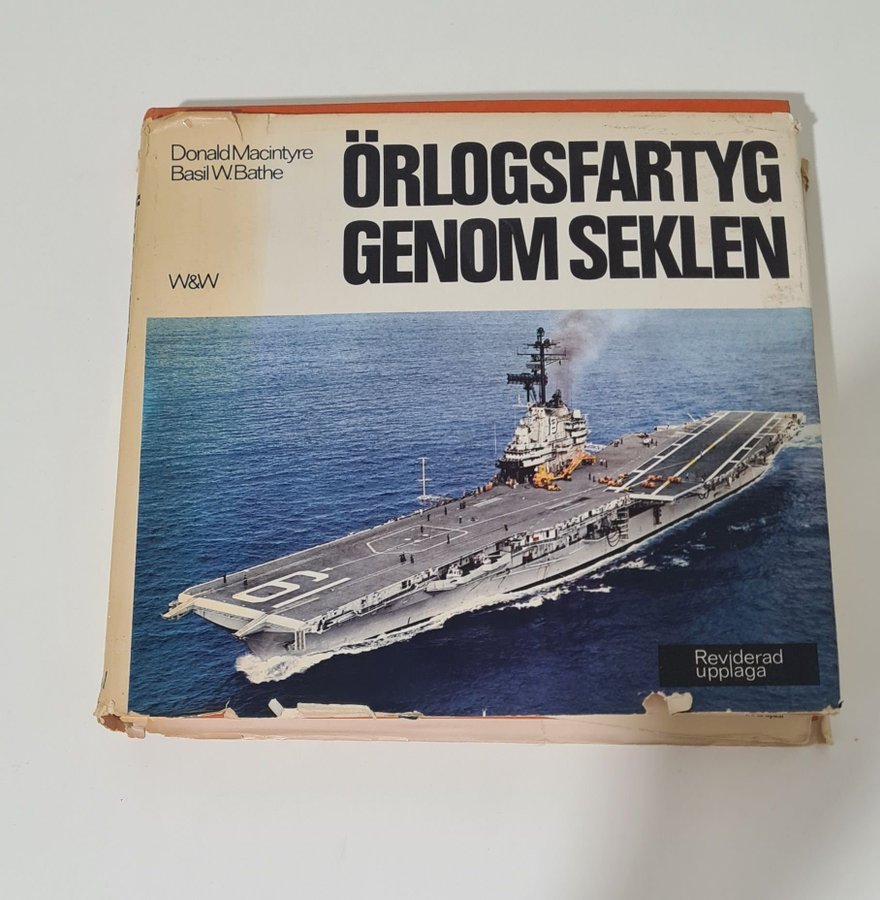 Donald Macintyre
Basil W. Bathe
ÖRLOGSFARTYG
GENOM SEKLEN
W&W
19
Reviderad
upplaga